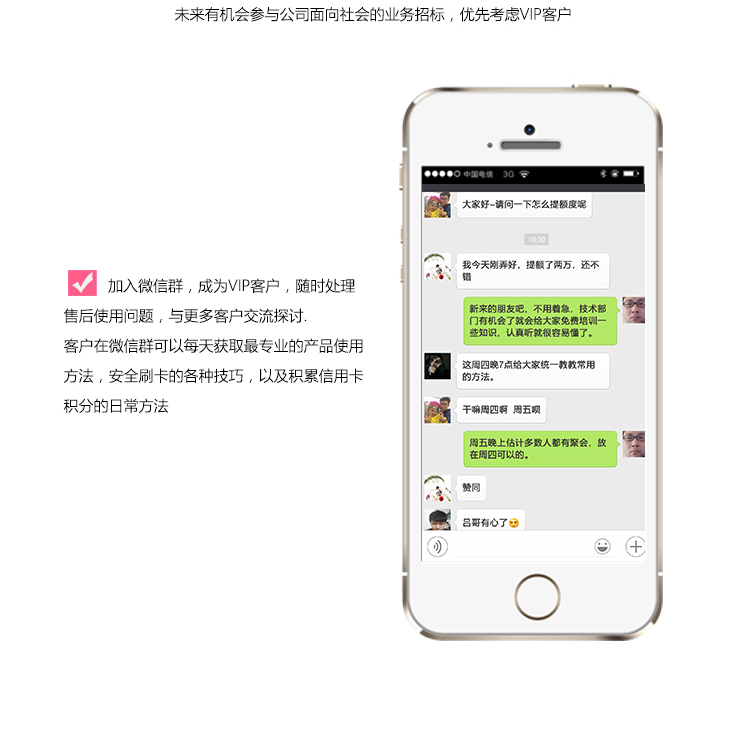 未来有机会参与公司面向社会的业务招标，优先考虑VIP客户
加入微信群，成为VIP客户，随时处理
售后使用问题，与更多客户交流探讨.
客户在微信群可以每天获取最专业的产品使用
方法，安全刷卡的各种技巧，以及积累信用卡
积分的日常方法
中国电信 3G
大家好~请问一下怎么提额度呢
10:30
我今天刚弄好，提额了两万，还不
错
新来的朋友吧，不用着急，技术部
门有机会了就会给大家免费培训一
些知识，认真听就很容易懂了。
这周四晚7点给大家统一教教常用
的方法。
干嘛周四啊 周五呗
周五晚上估计多数人都有聚会，放
在周四可以的。
赞同
吕哥有心了